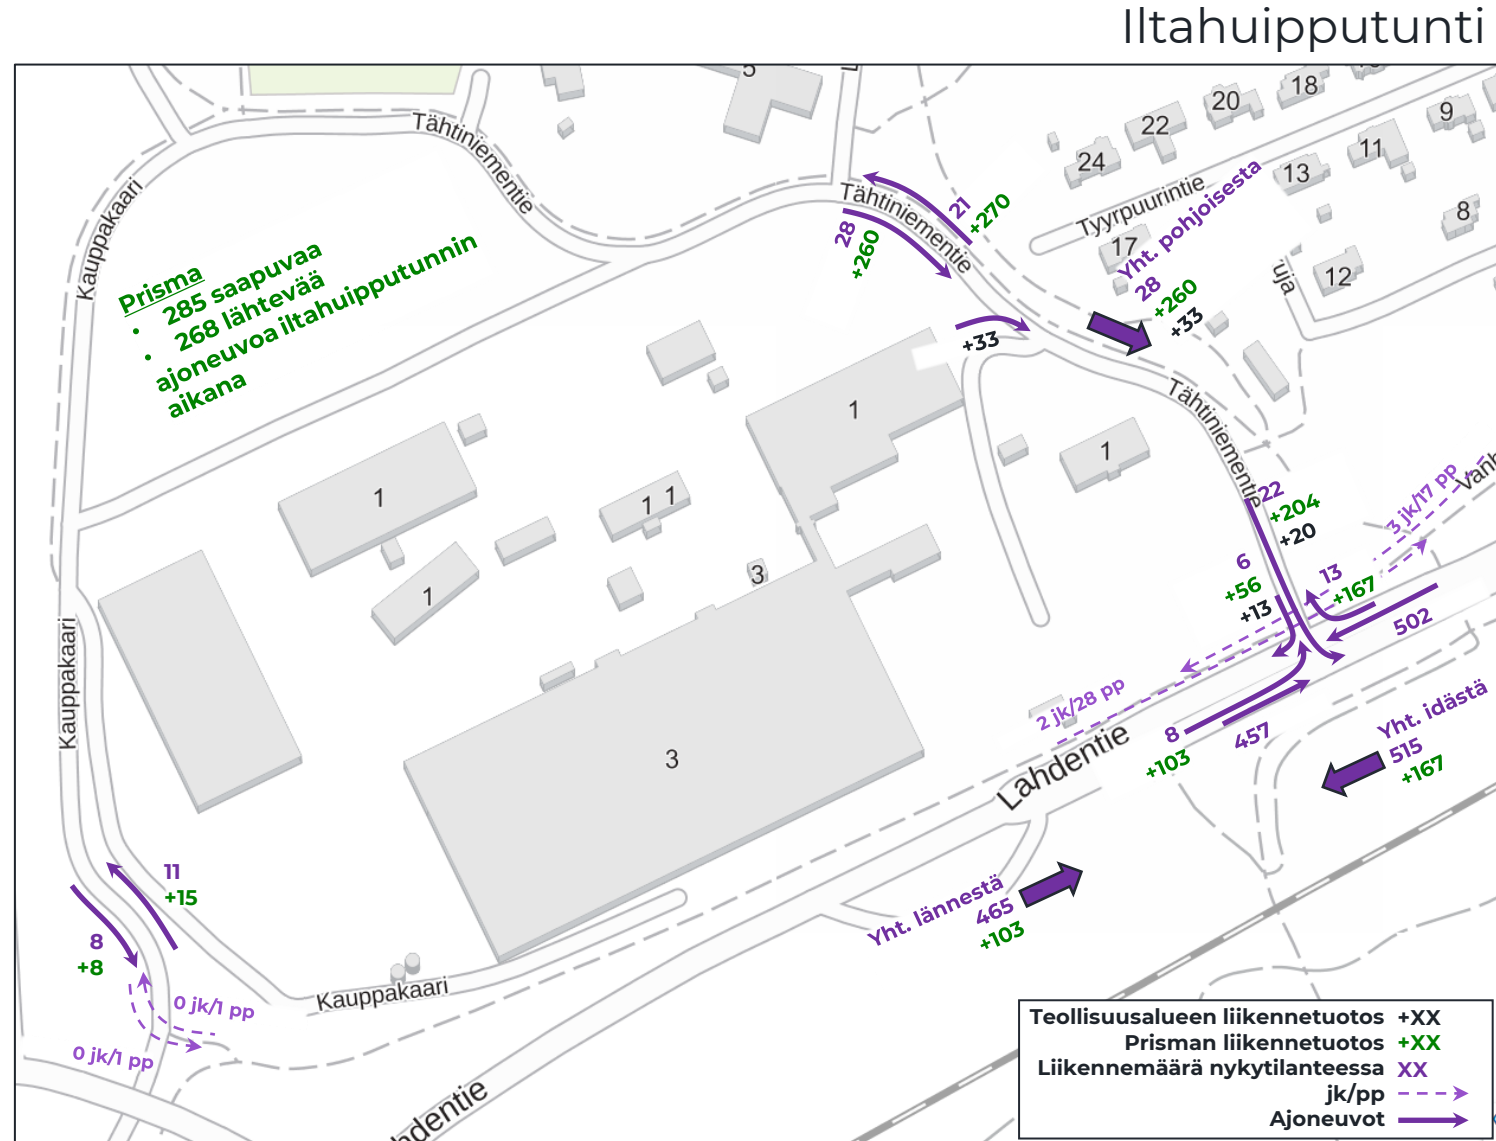 Iltahuipputunti
5
18
20
22
24
9
11
13
8
Tähtiniementie
Kauppakaari
Tähtiniementie
21
+270
28
+260
Tyyrpuurintie
17
12
uja
Yht. pohjoisesta
28
+260
+33
Prisma
• 285 saapuvaa
• 268 lähtevää
ajoneuvoa iltahuipputunnin
aikana
+33
1
1
1
1 1
1
3
3
Tähtiniementie
22
+204
+20
6
+56
+13
13
+167
3 jk/17 pp
Vanh
502
2 jk/28 pp
8
+103
457
Lahdentie
Yht. idästä
515
+167
Yht. lännestä
465
+103
Kauppakaari
11
+15
8
+8
0 jk/1 pp
0 jk/1 pp
Kauppakaari
hdentie
Teollisuusalueen liikennetuotos +XX
Prisman liikennetuotos +XX
Liikennemäärä nykytilanteessa XX
jk/pp
Ajoneuvot